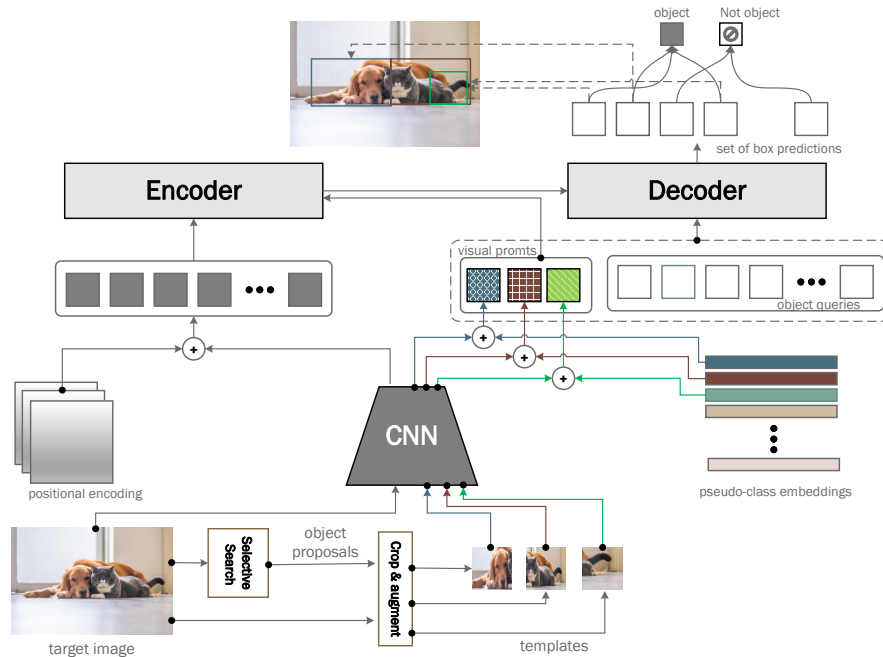 object
Not object
set of box predictions
Encoder
Decoder
visual promts
object queries
+
+
+
+
CNN
positional encoding
pseudo-class embeddings
Selective
Search
object
proposals
Crop & augment
target image
templates